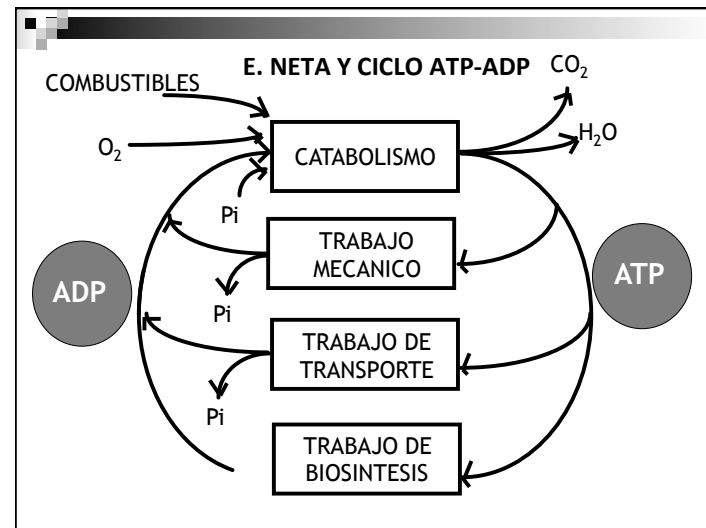 E. NETA Y CICLO ATP-ADP
COMBUSTIBLES
CO₂
O₂
H₂O
CATABOLISMO
Pi
TRABAJO
MECANICO
ADP
ATP
Pi
TRABAJO DE
TRANSPORTE
Pi
TRABAJO DE
BIOSINTESIS